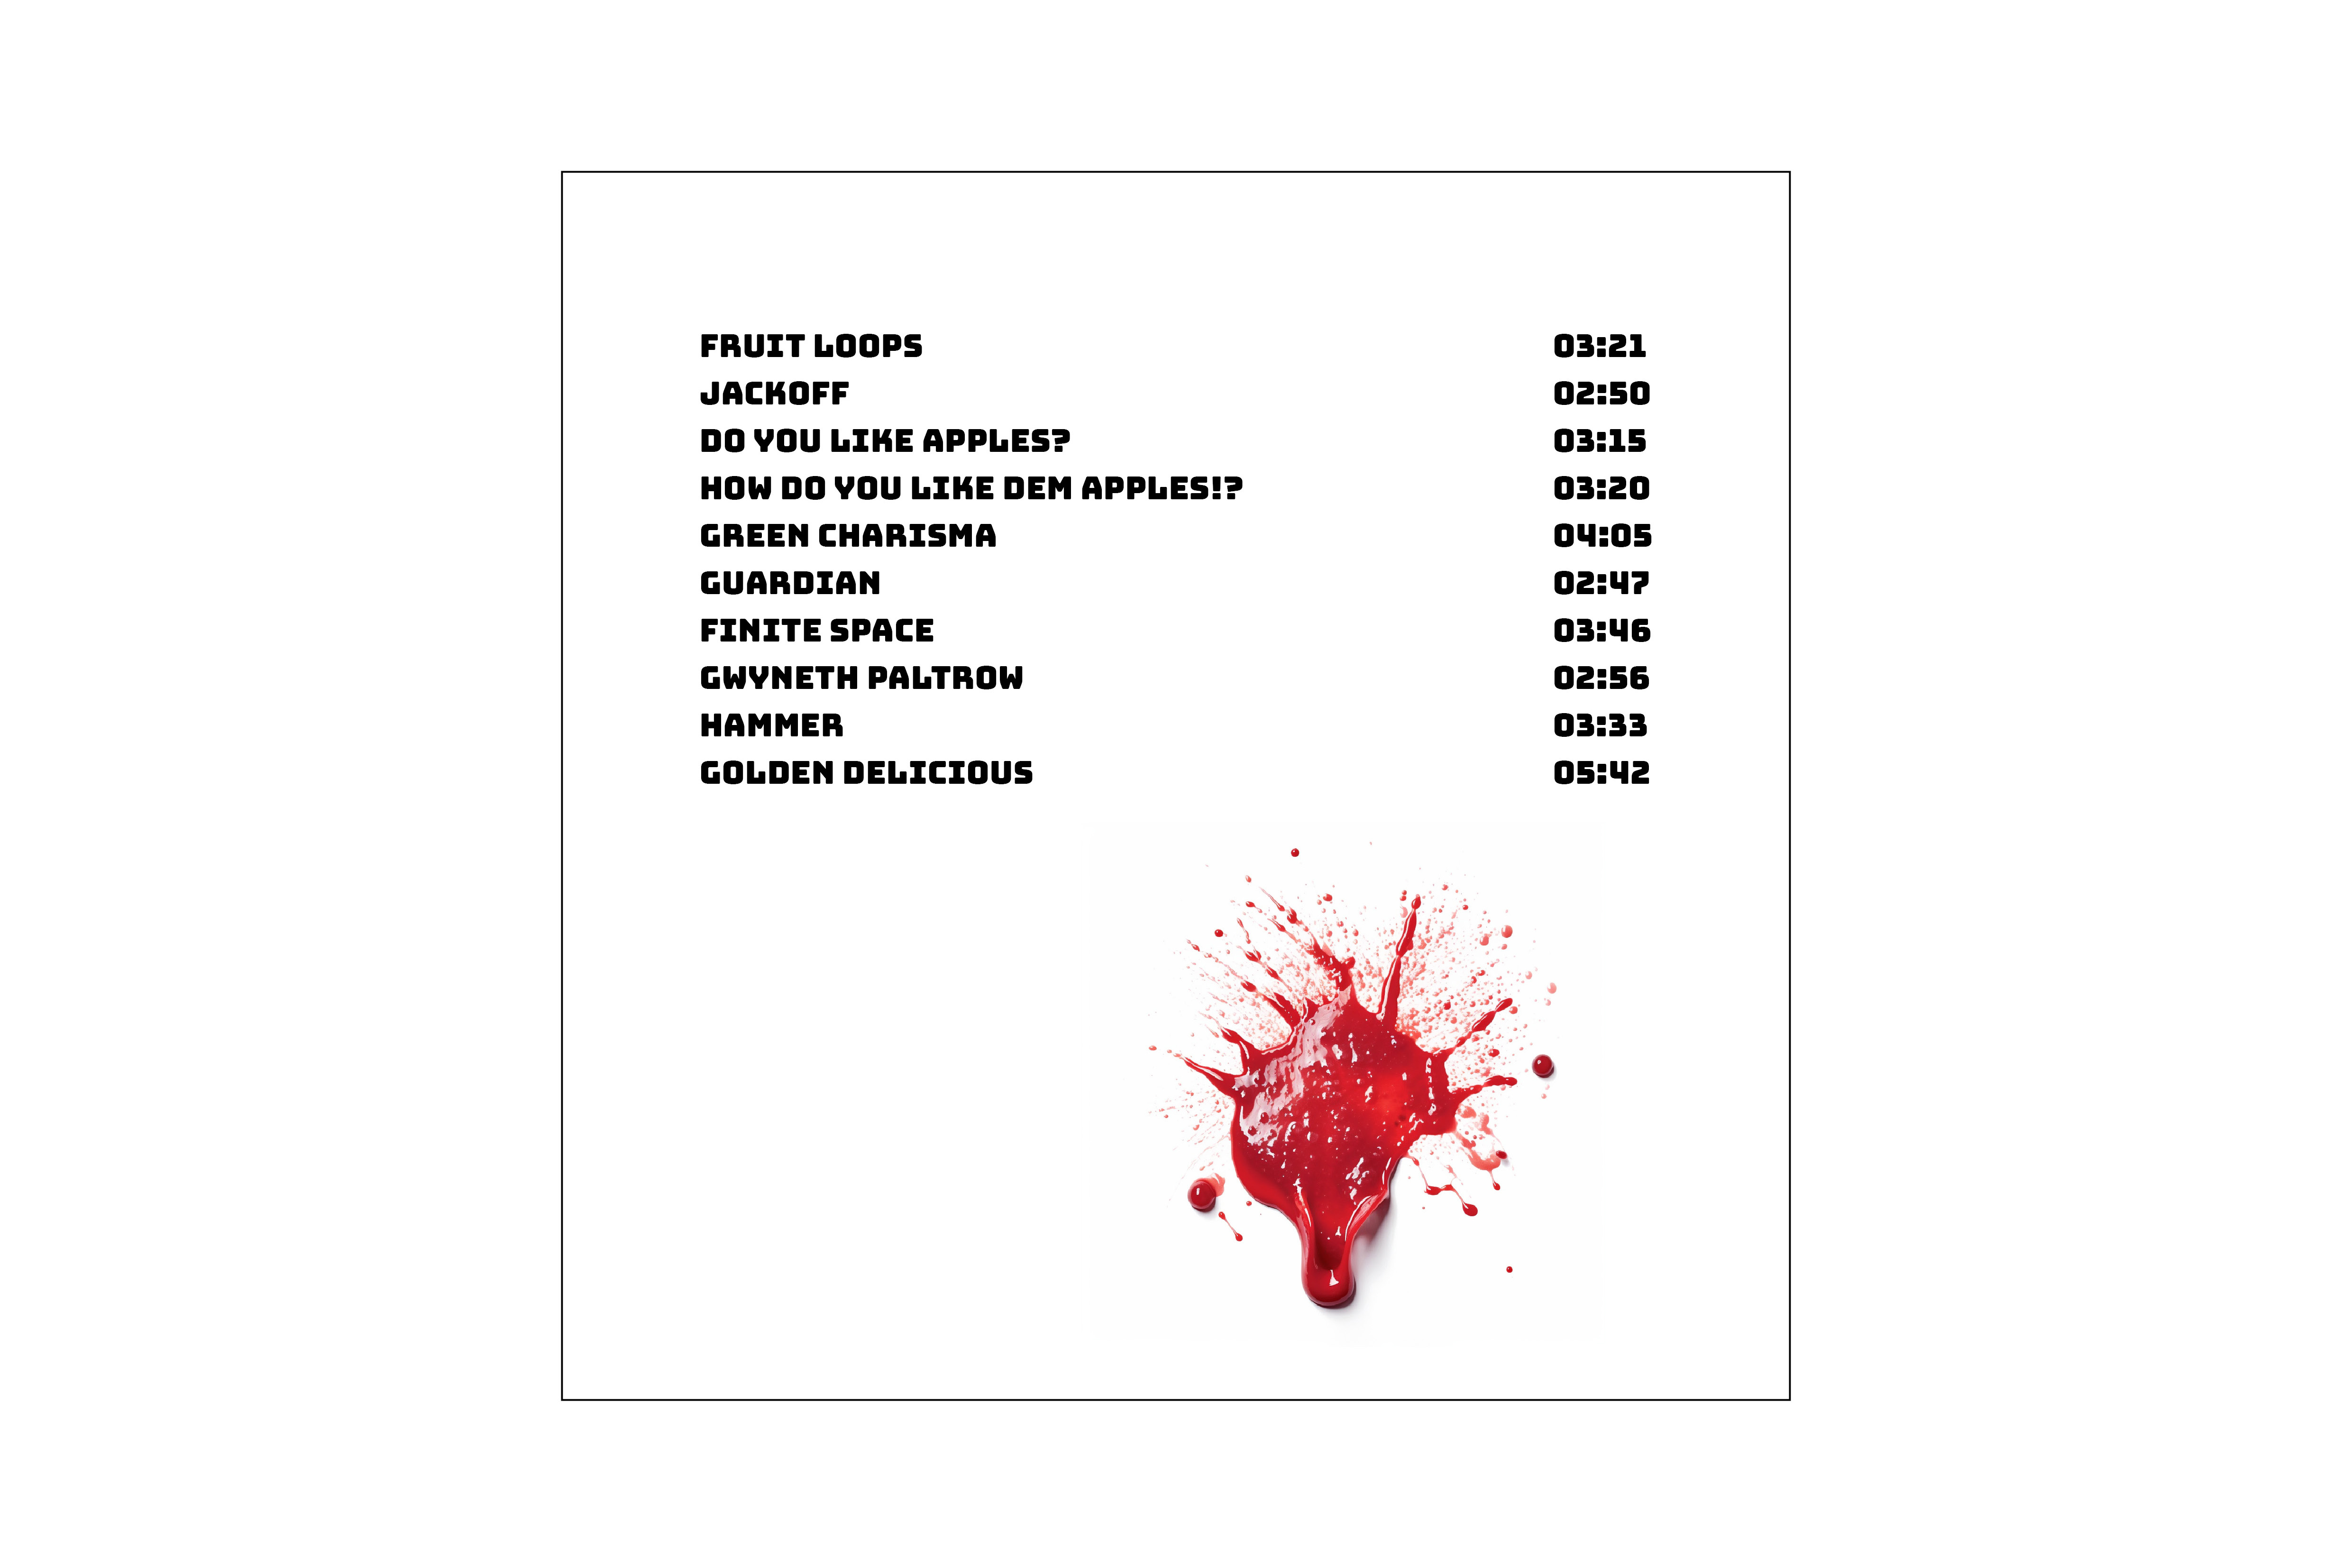 FRUIT LOOPS 03:21
JACKOFF 02:50
DO YOU LIKE APPLES? 03:15
HOW DO YOU LIKE DEM APPLES!? 03:20
GREEN CHARISMA 04:05
GUARDIAN 02:47
FINITE SPACE 03:46
GWYNETH PALTROW 02:56
HAMMER 03:33
GOLDEN DELICIOUS 05:42